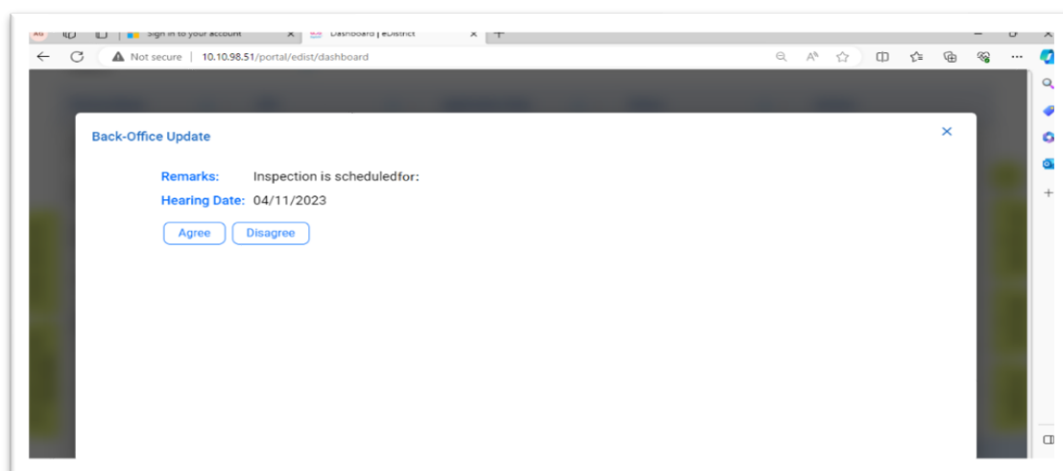 Sign in to your account
Dashboard | eDistrict
Not secure | 10.10.98.51/portal/edist/dashboard
Back-Office Update
Remarks: Inspection is scheduledfor:
Hearing Date: 04/11/2023
Agree Disagree